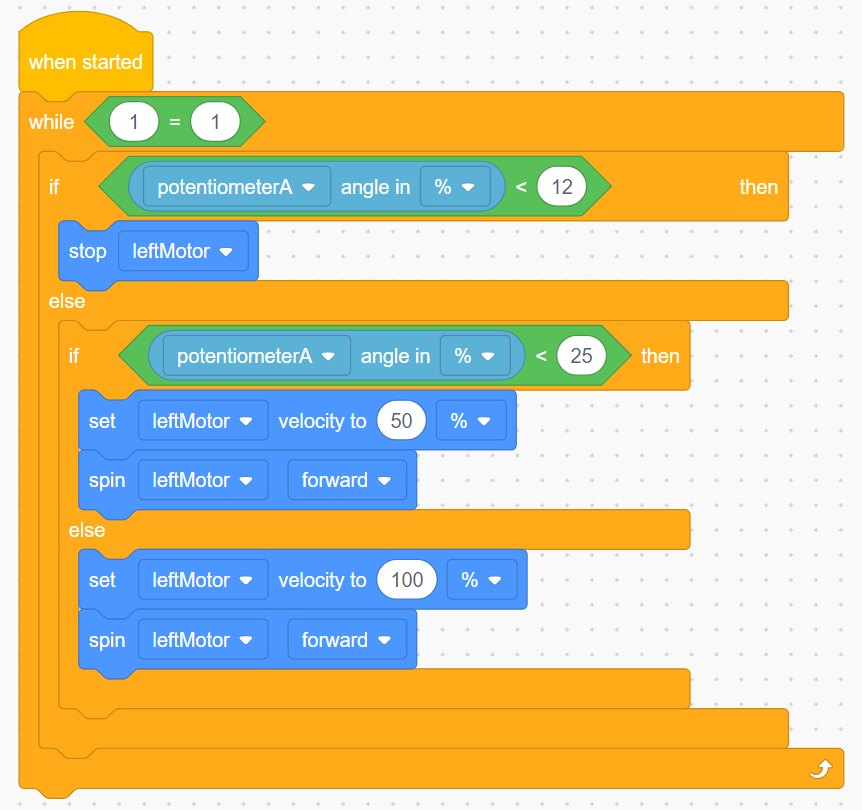 when started
while 1 = 1
if potentiometerA angle in % < 12 then
stop leftMotor
else
if potentiometerA angle in % < 25 then
set leftMotor velocity to 50 %
spin leftMotor forward
else
set leftMotor velocity to 100 %
spin leftMotor forward